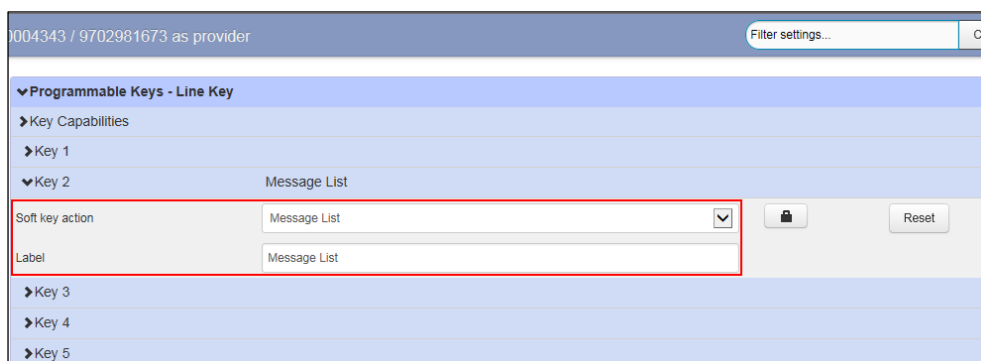 0004343 / 9702981673 as provider
Filter settings...
Programmable Keys - Line Key
Key Capabilities
Key 1
Key 2 Message List
Soft key action Message List Reset
Label Message List
Key 3
Key 4
Key 5